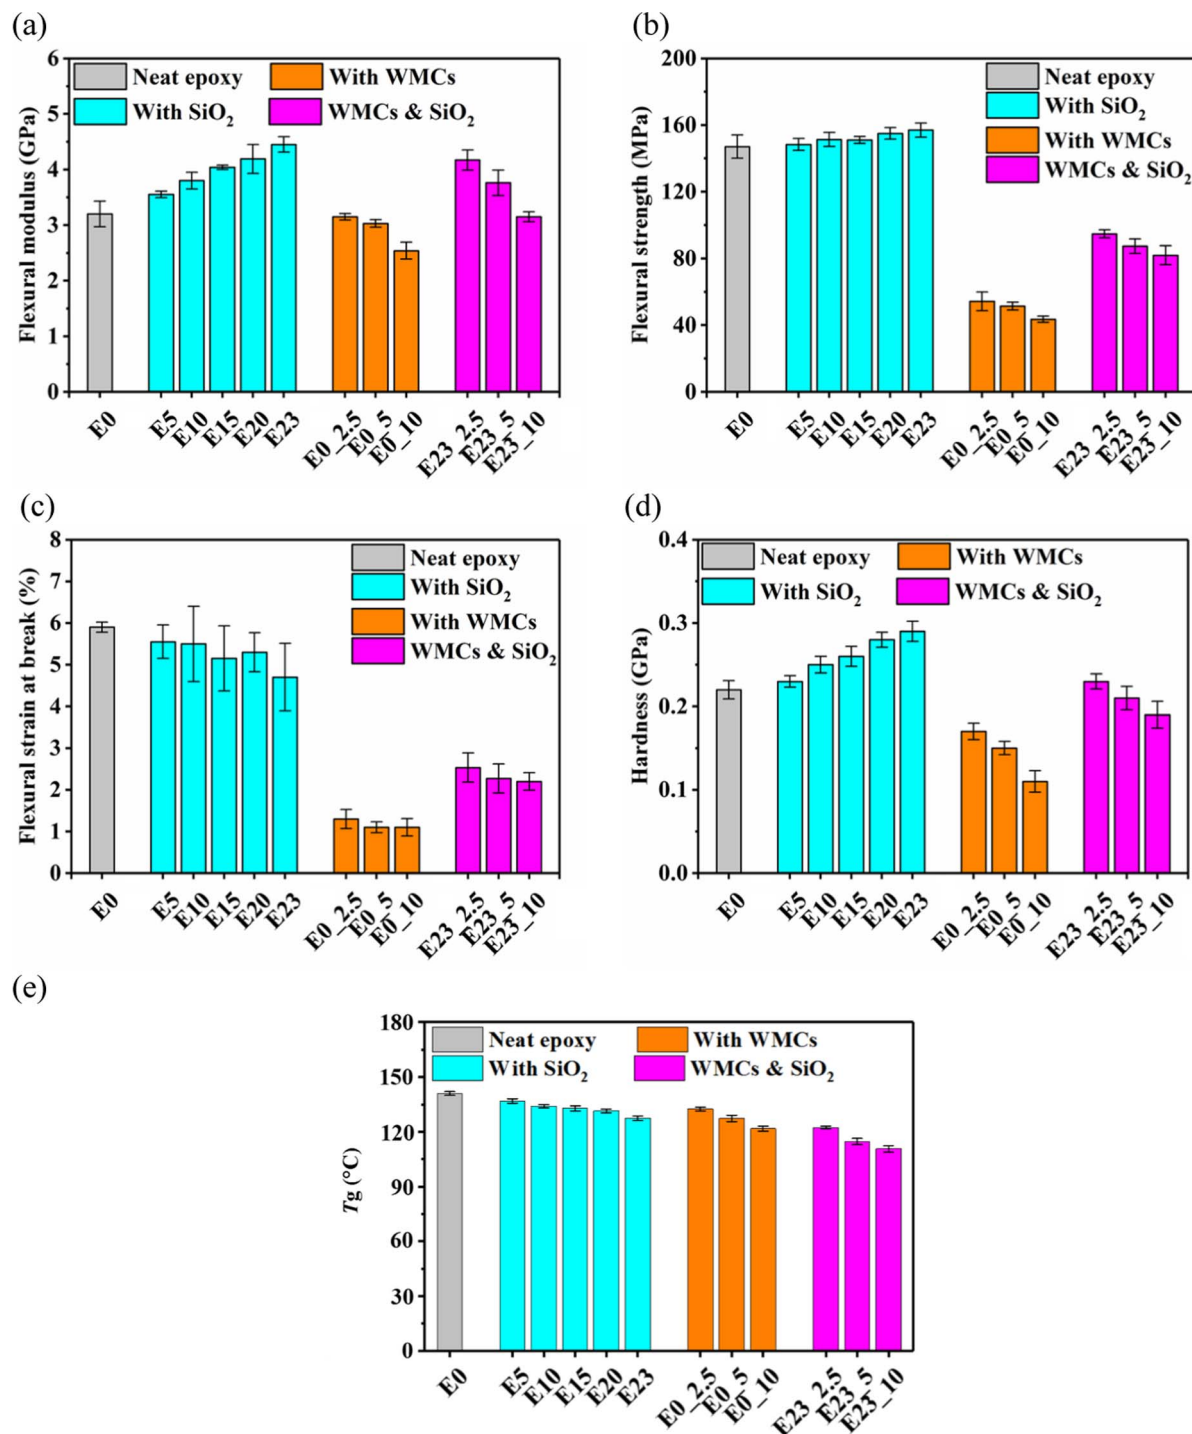 (a)
6
5
4
3
2
1
0
Flexural modulus (GPa)
Neat epoxy
With WMCs
With SiO₂
WMCs & SiO₂
E0
E5
E10
E15
E20
E23
E0_2.5
E0_5
E0_10
E23_2.5
E23_5
E23_10
(b)
200
160
120
80
40
0
Flexural strength (MPa)
Neat epoxy
With SiO₂
With WMCs
WMCs & SiO₂
E0
E5
E10
E15
E20
E23
E0_2.5
E0_5
E0_10
E23_2.5
E23_5
E23_10
(c)
8
7
6
5
4
3
2
1
0
Flexural strain at break (%)
Neat epoxy
With SiO₂
With WMCs
WMCs & SiO₂
E0
E5
E10
E15
E20
E23
E0_2.5
E0_5
E0_10
E23_2.5
E23_5
E23_10
(d)
0.4
0.3
0.2
0.1
0.0
Hardness (GPa)
Neat epoxy
With WMCs
With SiO₂
WMCs & SiO₂
E0
E5
E10
E15
E20
E23
E0_2.5
E0_5
E0_10
E23_2.5
E23_5
E23_10
(e)
180
150
120
90
60
30
0
Tg (°C)
Neat epoxy
With WMCs
With SiO₂
WMCs & SiO₂
E0
E5
E10
E15
E20
E23
E0_2.5
E0_5
E0_10
E23_2.5
E23_5
E23_10